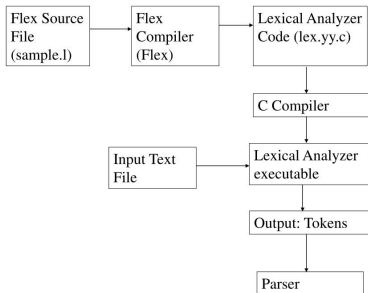 Flex Source
File
(sample.l)
Flex
Compiler
(Flex)
Lexical Analyzer
Code (lex.yy.c)
C Compiler
Input Text
File
Lexical Analyzer
executable
Output: Tokens
Parser